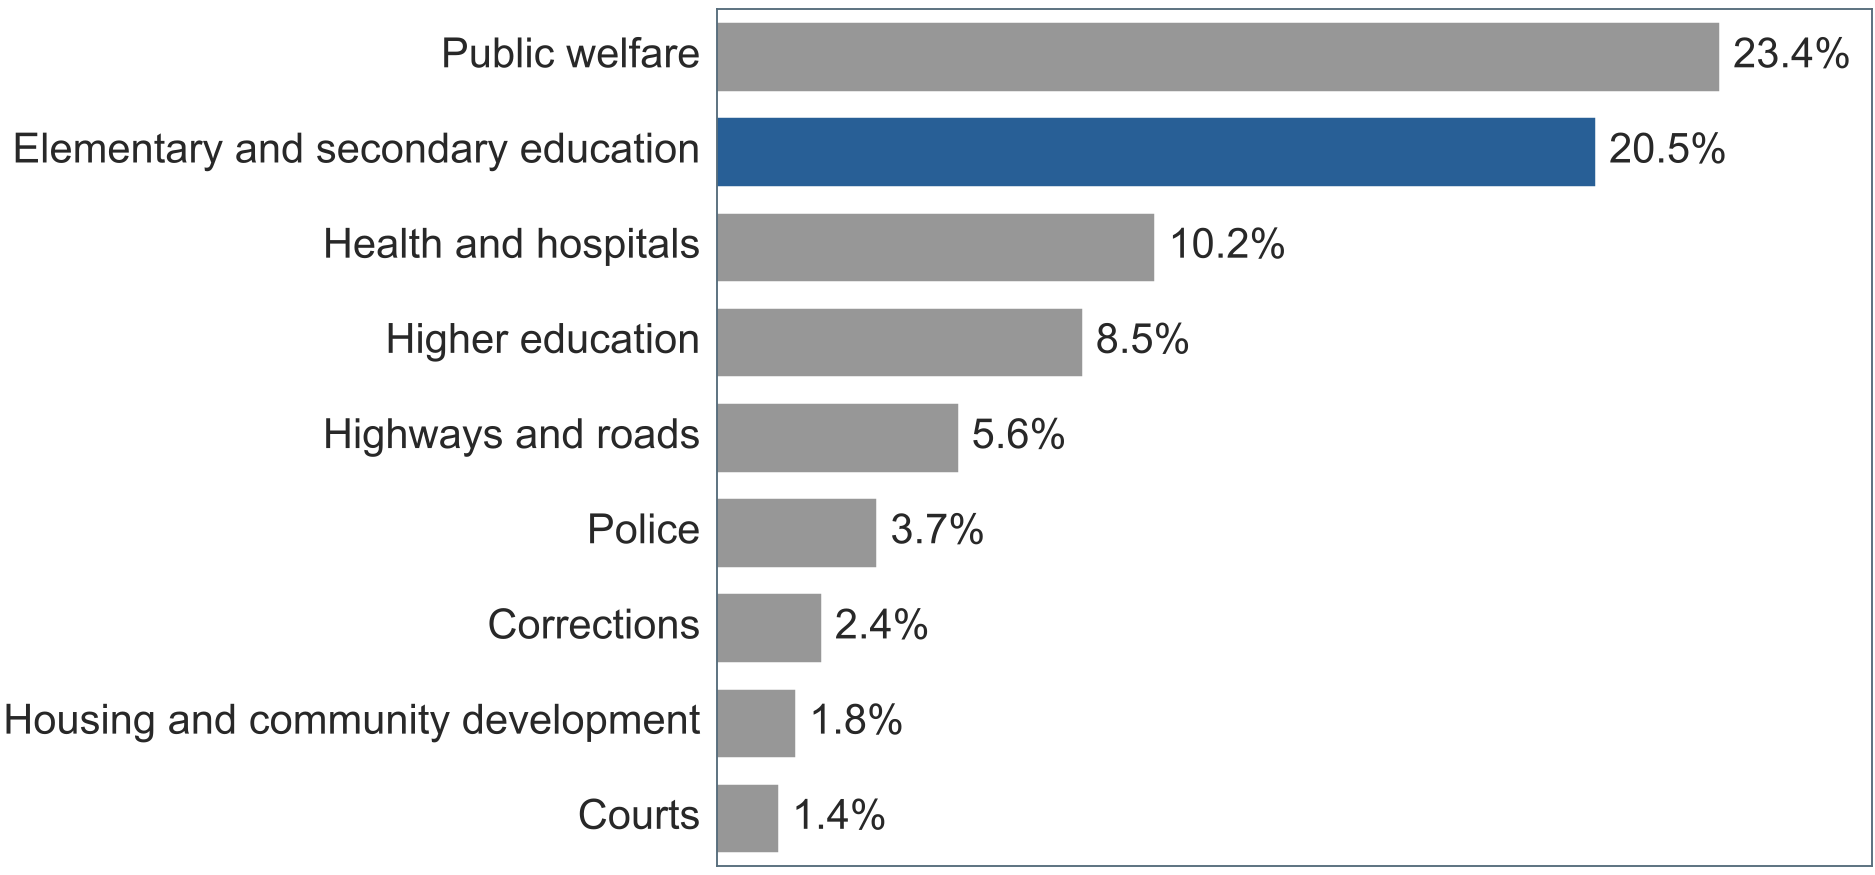 Public welfare 23.4%
Elementary and secondary education 20.5%
Health and hospitals 10.2%
Higher education 8.5%
Highways and roads 5.6%
Police 3.7%
Corrections 2.4%
Housing and community development 1.8%
Courts 1.4%